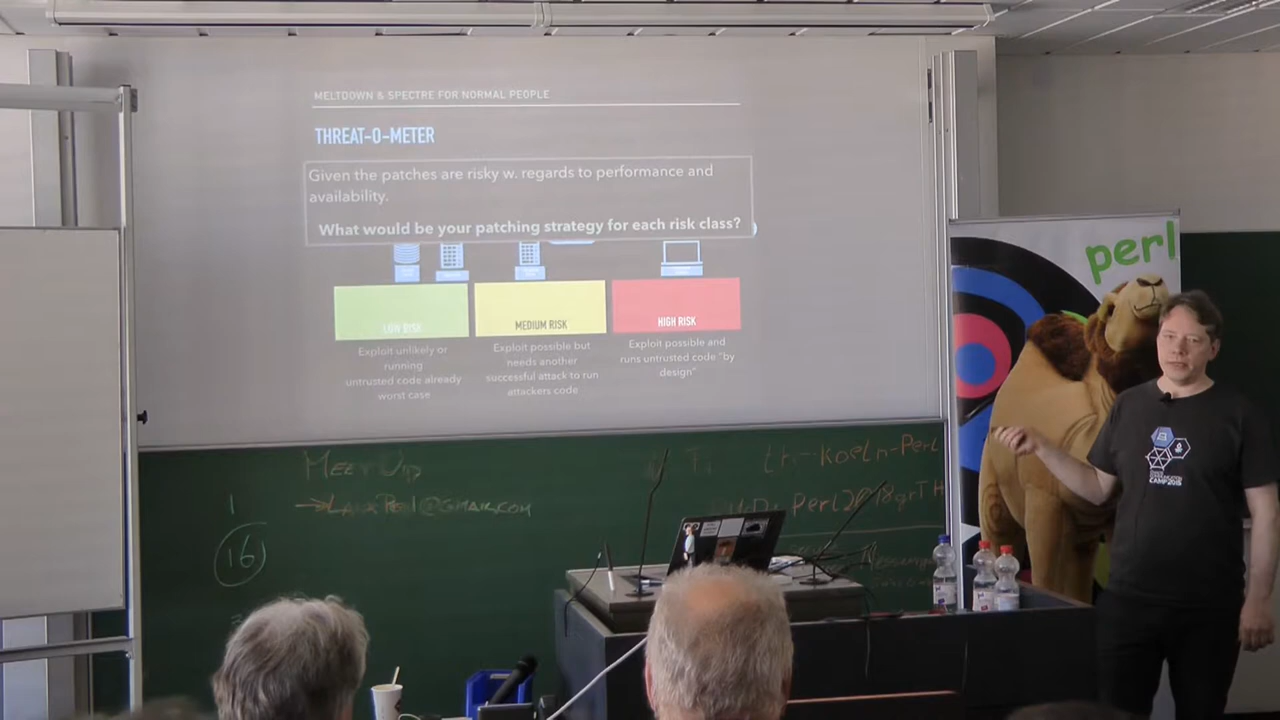 MELTDOWN & SPECTRE FOR NORMAL PEOPLE
THREAT-O-METER
Given the patches are risky w. regards to performance and
availability.
What would be your patching strategy for each risk class?
LOW RISK
Exploit unlikely or
running
untrusted code already
worst case
MEDIUM RISK
Exploit possible but
needs another
successful attack to run
attackers code
HIGH RISK
Exploit possible and
runs untrusted code "by
design"
perl
CAMP2015
MEET UP
1
16